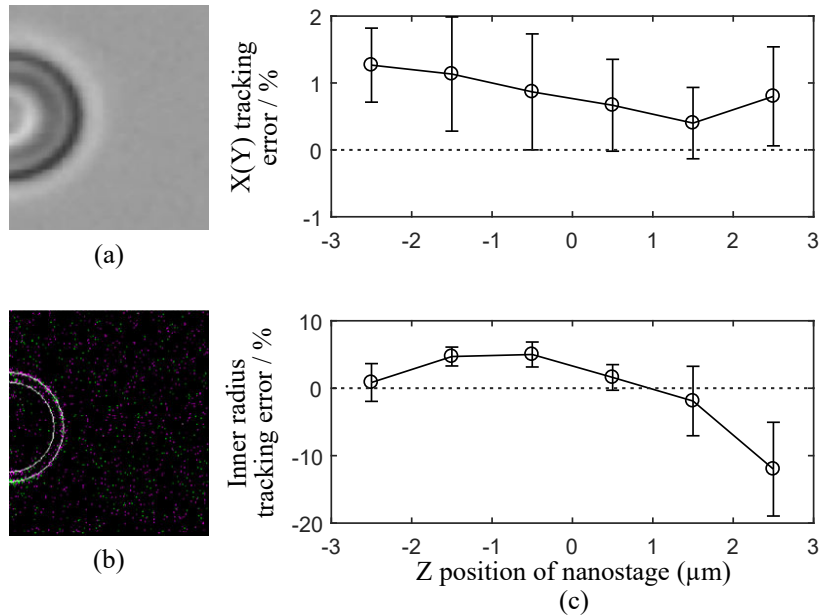 2
1
0
-1
X(Y) tracking
error / %
-3 -2 -1 0 1 2 3
(a)
10
0
-10
-20
Inner radius
tracking error / %
-3 -2 -1 0 1 2 3
Z position of nanostage (μm)
(b)
(c)